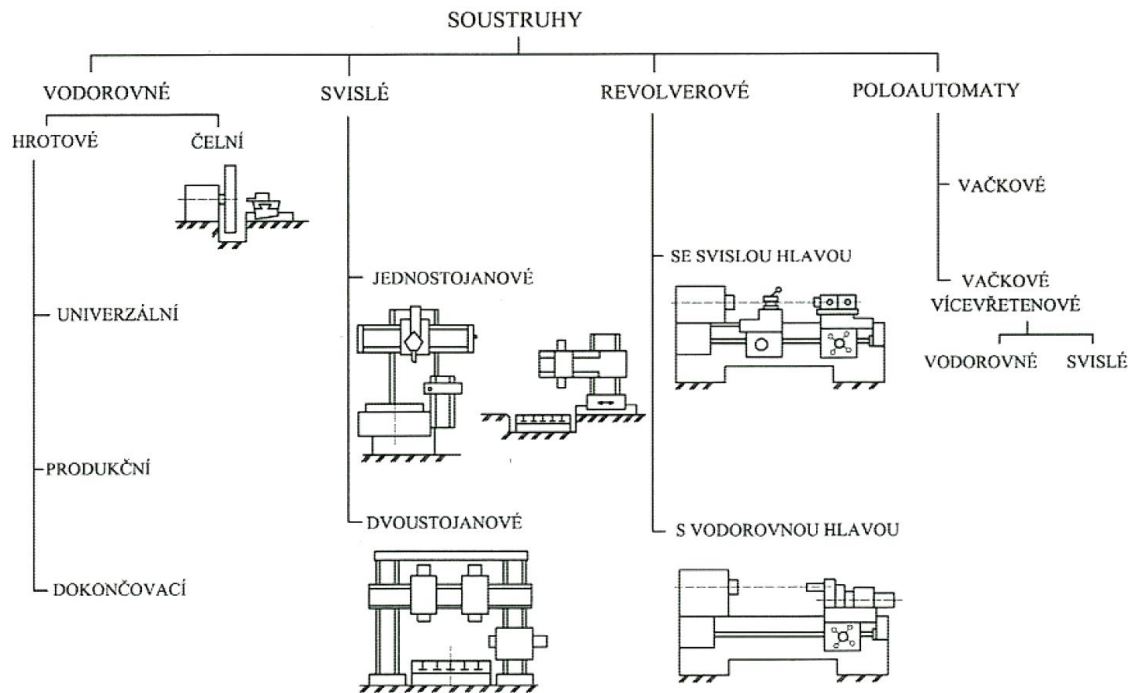 SOUSTRUHY
VODOROVNÉ
SVISLÉ
REVOLVEROVÉ
POLOAUTOMATY
HROTOVÉ
ČELNÍ
VAČKOVÉ
SE SVISLOU HLAVOU
JEDNOSTOJANOVÉ
VAČKOVÉ
VÍCEVŘETENOVÉ
UNIVERZÁLNÍ
VODOROVNÉ
SVISLÉ
PRODUKČNÍ
DVOUSTOJANOVÉ
S VODOROVNOU HLAVOU
DOKONČOVACÍ